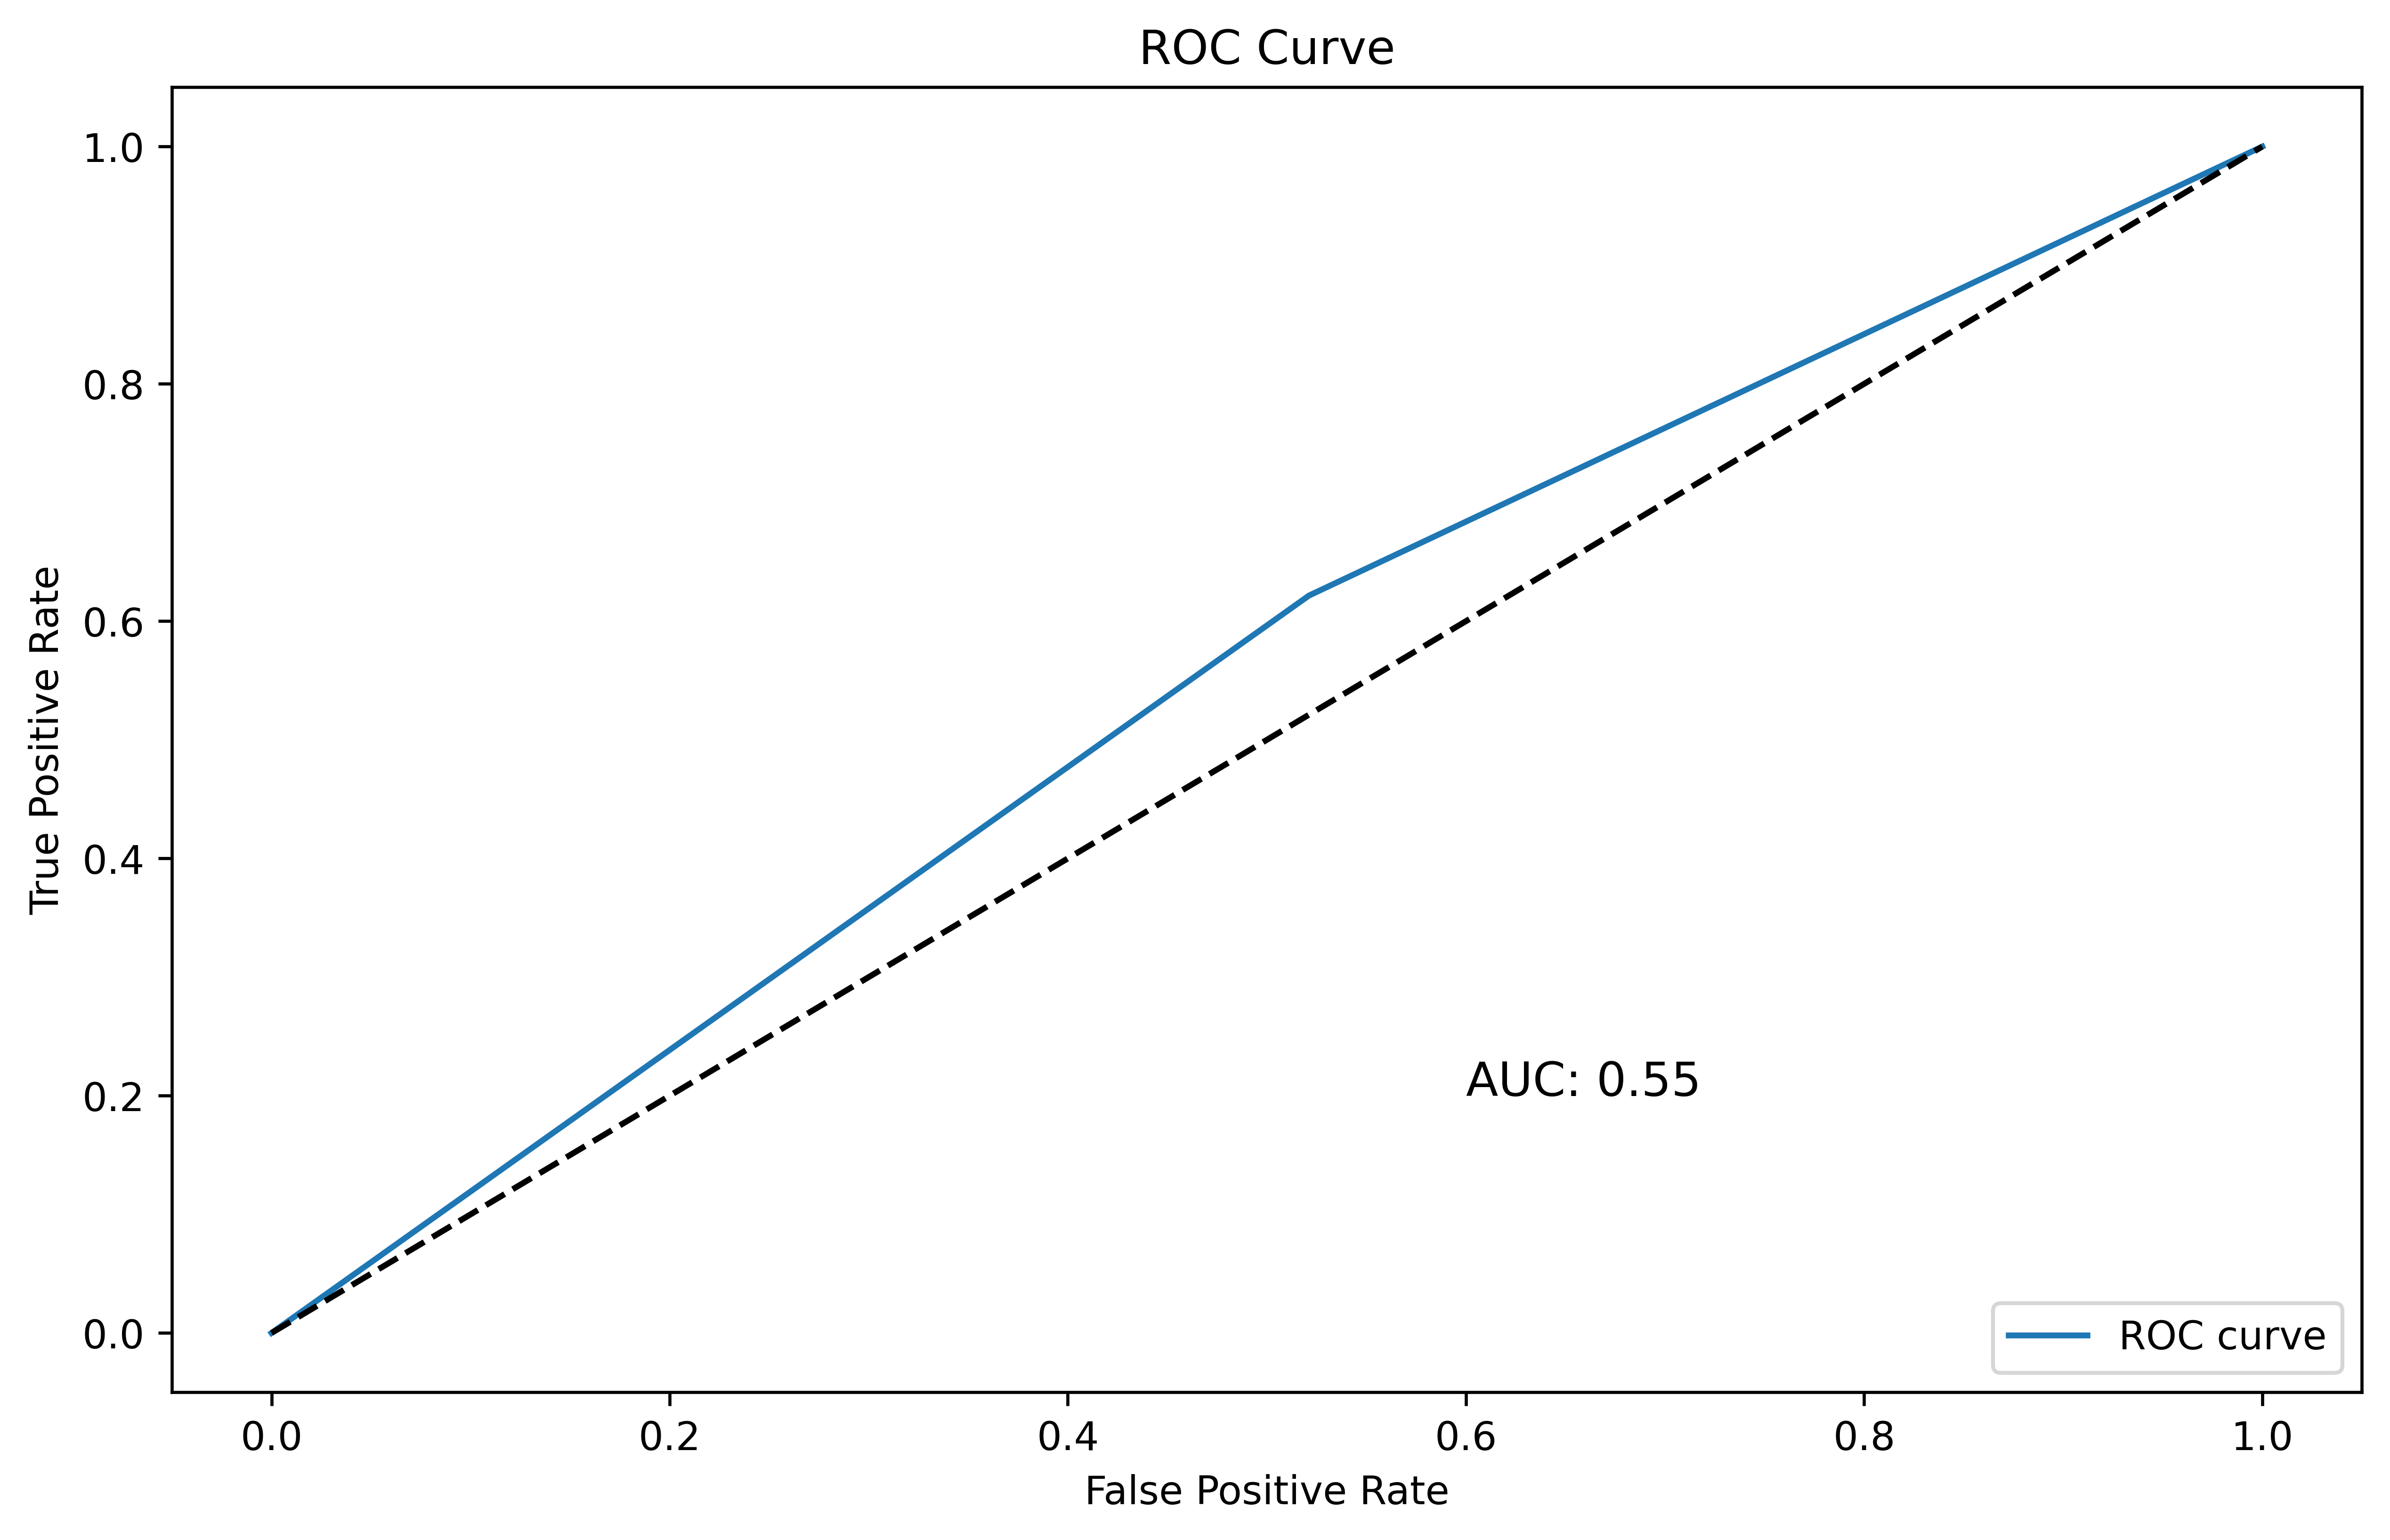 ROC Curve
1.0
0.8
0.6
0.4
0.2
0.0
True Positive Rate
AUC: 0.55
ROC curve
0.0 0.2 0.4 0.6 0.8 1.0
False Positive Rate